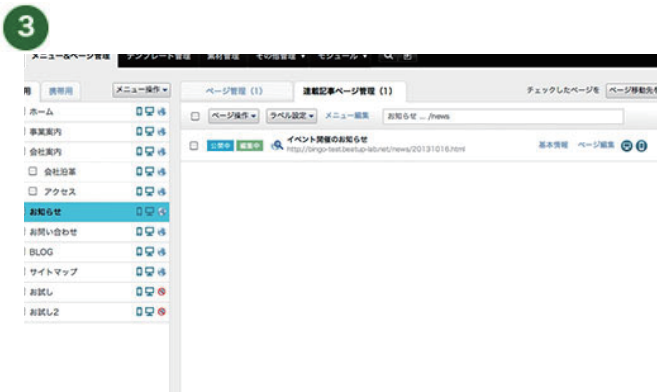 3
メニュー&ページ管理 テンプレート管理 素材管理 その他管理 モジュール
用 携帯用 メニュー操作 ページ管理 (1) 連載記事ページ管理 (1) チェックしたページを ページ移動先を
ホーム ページ操作 ラベル設定 メニュー編集 お知らせ ... /news
事業案内
会社案内 公開中 編集中 イベント開催のお知らせ 基本情報 ページ編集
http://bingo-test.bestup-lab.net/news/20131016.html
会社沿革
アクセス
お知らせ
お問い合わせ
BLOG
サイトマップ
お試し
お試し2